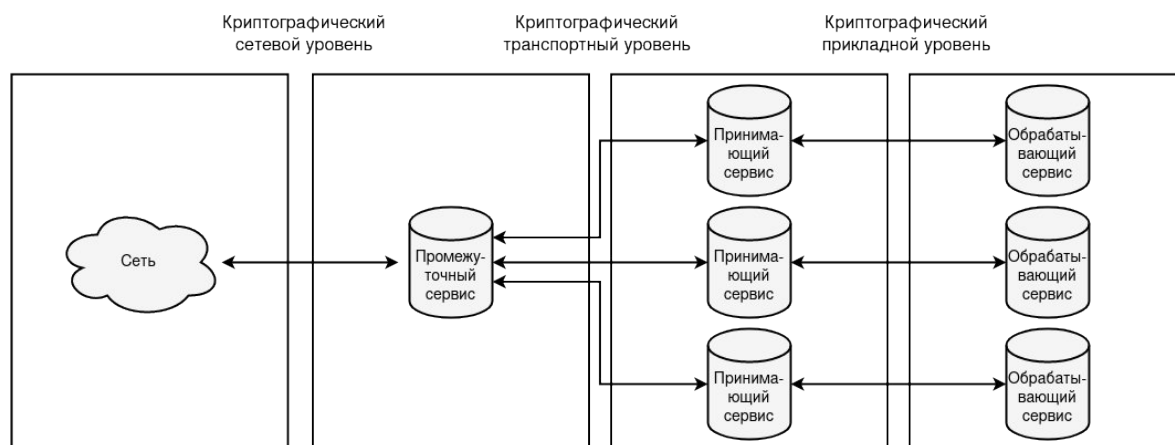 Криптографический
сетевой уровень
Криптографический
транспортный уровень
Криптографический
прикладной уровень
Сеть
Промежу-
точный
сервис
Принима-
ющий
сервис
Обрабаты-
вающий
сервис
Принима-
ющий
сервис
Обрабаты-
вающий
сервис
Принима-
ющий
сервис
Обрабаты-
вающий
сервис